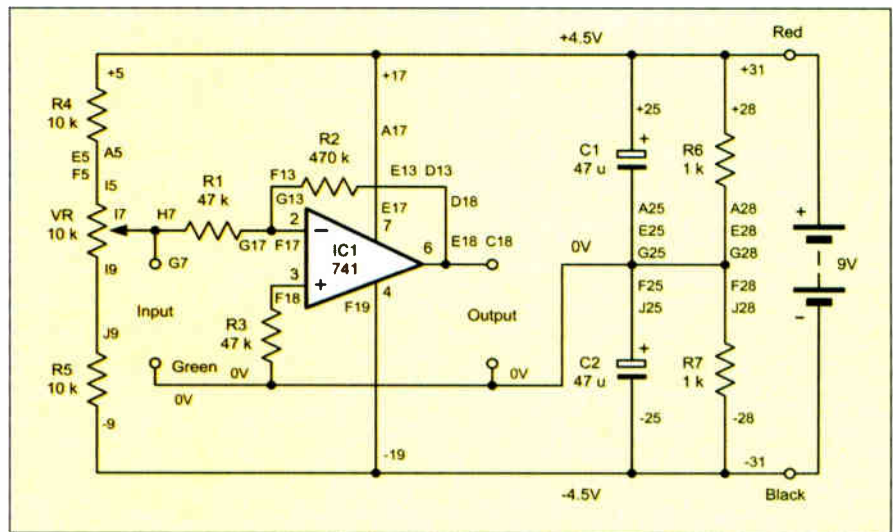 +4.5V
Red
+5
+17
+31
R4
10 k
A5
E5
F5
I5
A17
+25
+28
R2
470 k
F13
E13 D13
G13
C1
47 u
+
R6
1 k
R1
47 k
VR
10 k
I7
H7
D18
E17
7
2
−
G17
F17
IC1
741
6
E18
C18
A25
E25
G25
A28
E28
G28
0V
+
9V
−
G7
I9
3
+
F18
F19
4
F25
J25
F28
J28
Input
Output
J9
R3
47 k
R5
10 k
Green
0V
0V
0V
C2
47 u
+
R7
1 k
-9
-19
-25
-28
-31
-4.5V
Black